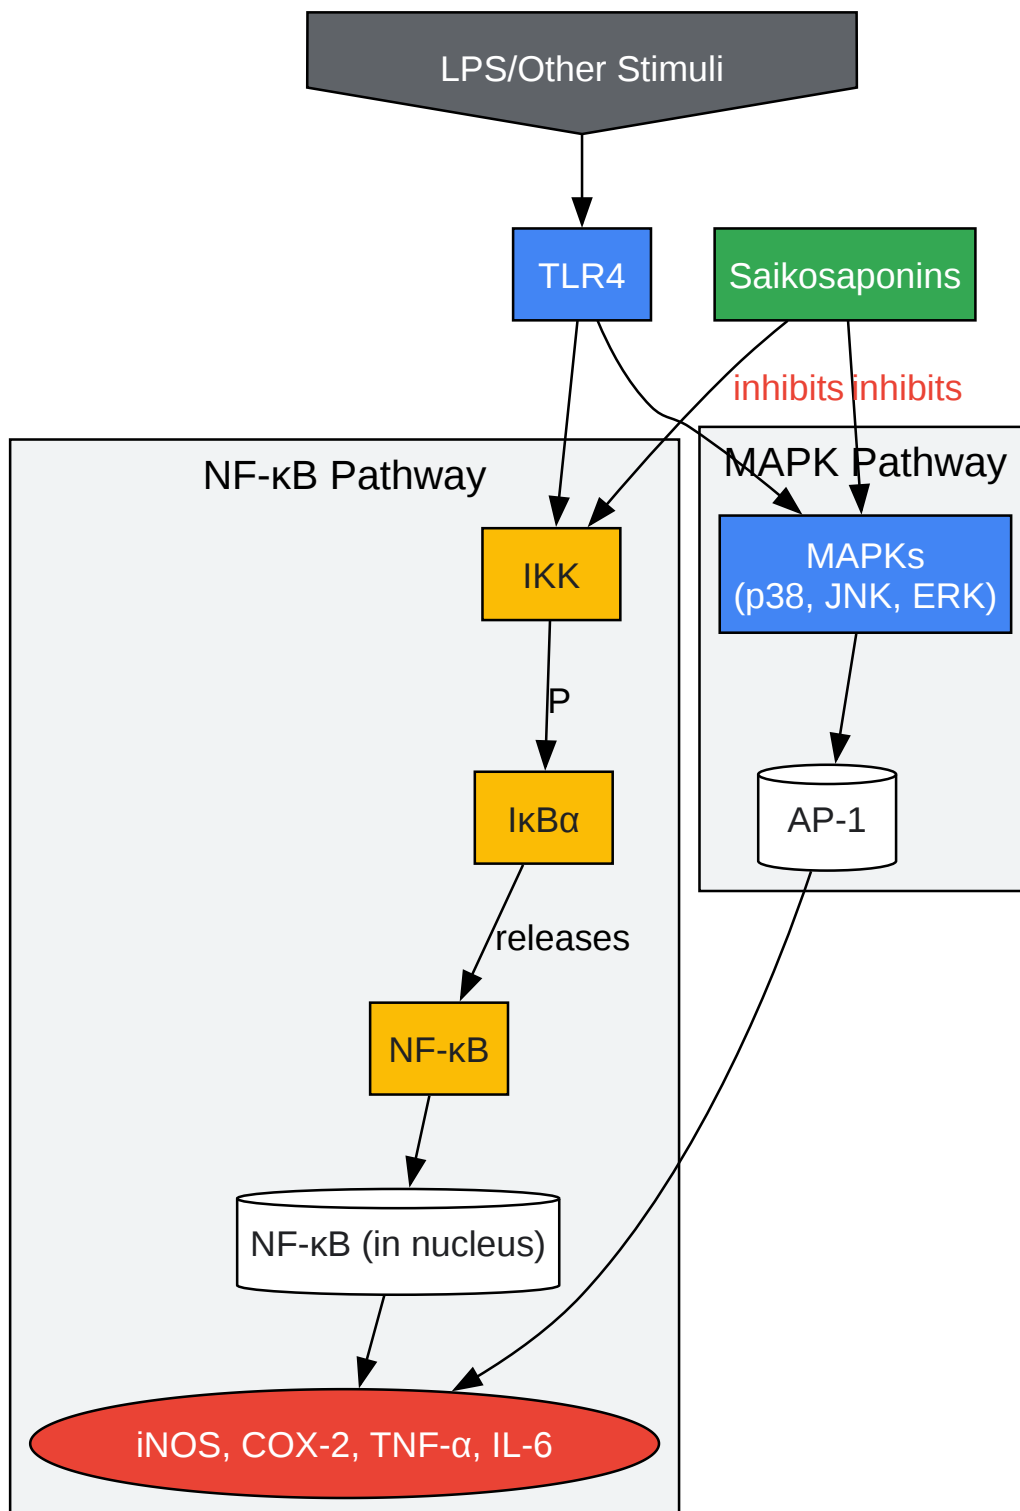 LPS/Other Stimuli
TLR4
Saikosaponins
inhibits
inhibits
NF-κB Pathway
MAPK Pathway
IKK
MAPKs
(p38, JNK, ERK)
P
IκBα
AP-1
releases
NF-κB
NF-κB (in nucleus)
iNOS, COX-2, TNF-α, IL-6